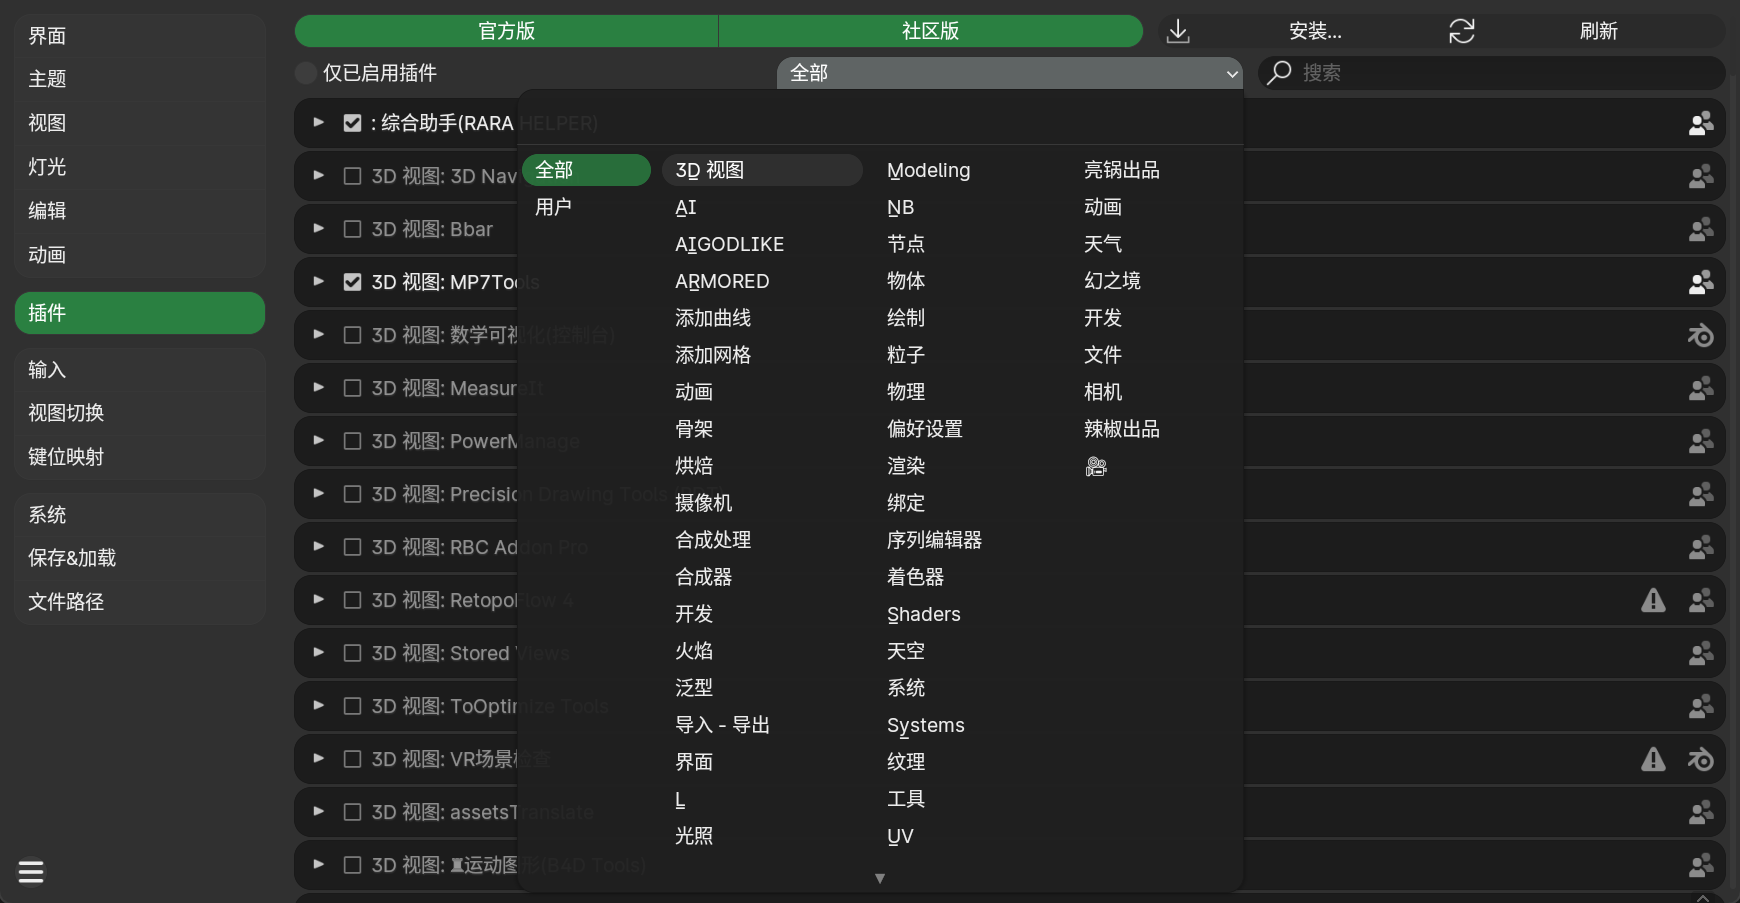 界面
主题
视图
灯光
编辑
动画
插件
输入
视图切换
键位映射
系统
保存&加载
文件路径
官方版
社区版
安装...
刷新
仅已启用插件
全部
搜索
: 综合助手(RARA HELPER)
3D 视图: 3D Nav
3D 视图: Bbar
3D 视图: MP7Tools
3D 视图: 数学可视化(控制台)
3D 视图: MeasureIt
3D 视图: PowerManage
3D 视图: Precision Drawing Tools
3D 视图: RBC Addon Pro
3D 视图: RetopoFlow 4
3D 视图: Stored Views
3D 视图: ToOptimize Tools
3D 视图: VR场景检查
3D 视图: assetsTranslate
3D 视图: ♜运动图形(B4D Tools)
全部
用户
3D 视图
AI
AIGODLIKE
ARMORED
添加曲线
添加网格
动画
骨架
烘焙
摄像机
合成处理
合成器
开发
火焰
泛型
导入 - 导出
界面
L
光照
Modeling
NB
节点
物体
绘制
粒子
物理
偏好设置
渲染
绑定
序列编辑器
着色器
Shaders
天空
系统
Systems
纹理
工具
UV
亮锅出品
动画
天气
幻之境
开发
文件
相机
辣椒出品